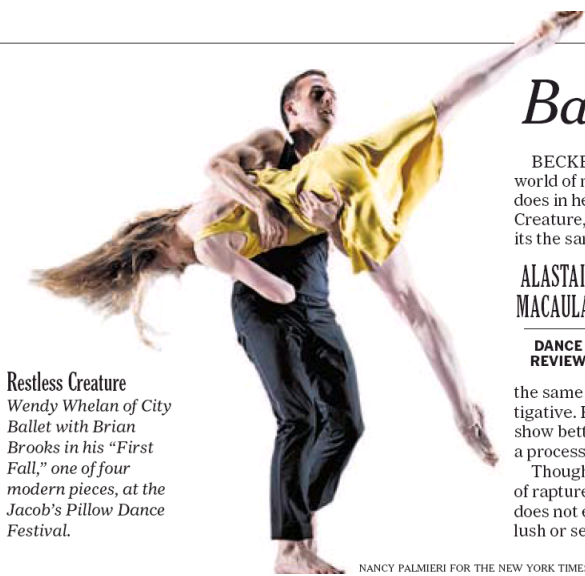 Ba
BECKE
world of
does in he
Creature,
its the sa
ALASTAI
MACAULA
DANCE
REVIEW
the same
tigative.
show bett
a process
Though
of rapture
does not
lush or se
Restless Creature
Wendy Whelan of City
Ballet with Brian
Brooks in his “First
Fall,” one of four
modern pieces, at the
Jacob’s Pillow Dance
Festival.
NANCY PALMIERI FOR THE NEW YORK TIME